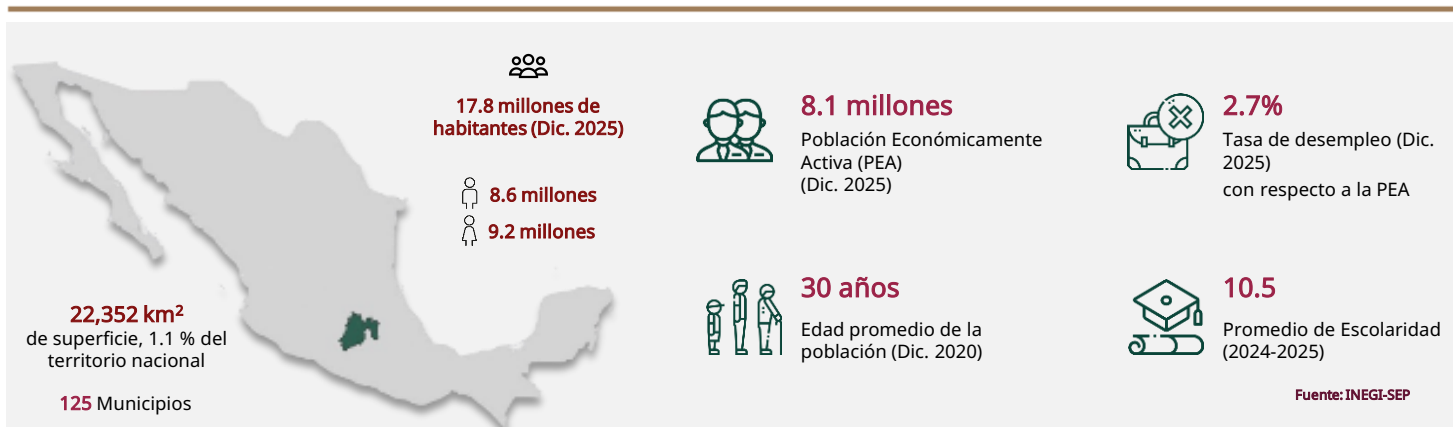 17.8 millones de
habitantes (Dic. 2025)
8.6 millones
9.2 millones
22,352 km²
de superficie, 1.1 % del
territorio nacional
125 Municipios
8.1 millones
Población Económicamente
Activa (PEA)
(Dic. 2025)
2.7%
Tasa de desempleo (Dic.
2025)
con respecto a la PEA
30 años
Edad promedio de la
población (Dic. 2020)
10.5
Promedio de Escolaridad
(2024-2025)
Fuente: INEGI-SEP